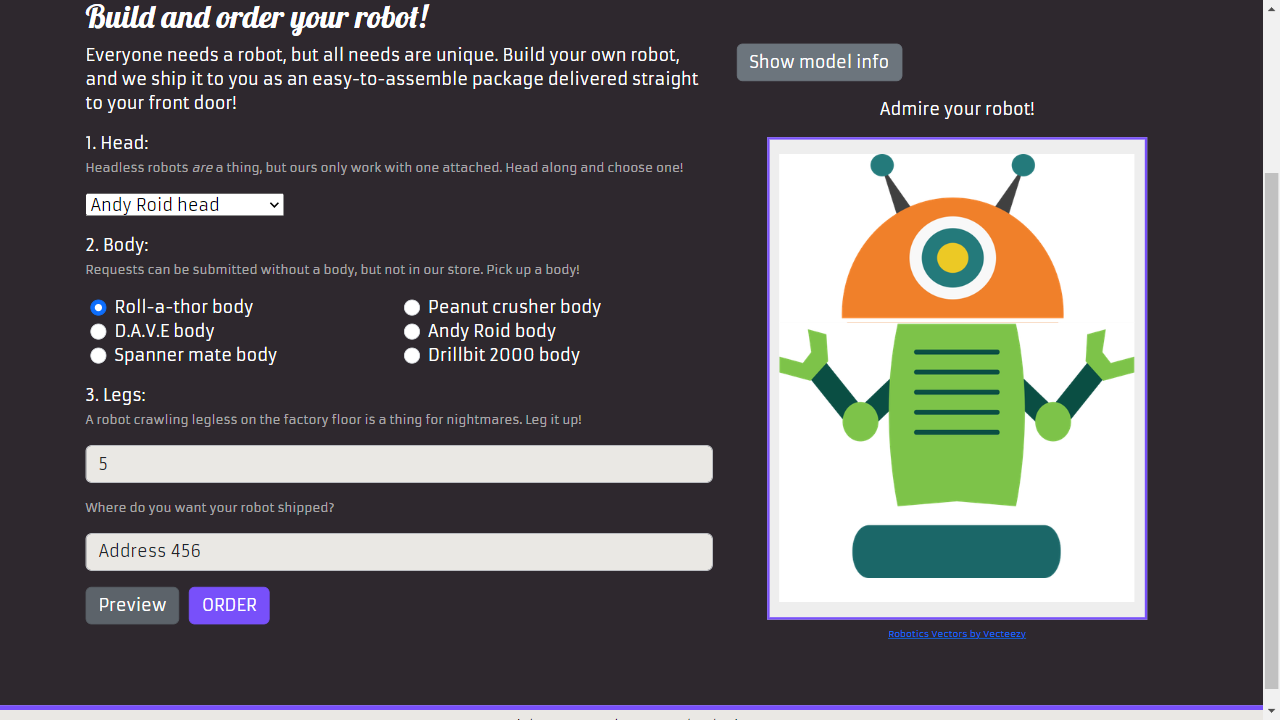 Build and order your robot!
Everyone needs a robot, but all needs are unique. Build your own robot,
and we ship it to you as an easy-to-assemble package delivered straight
to your front door!
1. Head:
Headless robots are a thing, but ours only work with one attached. Head along and choose one!
Andy Roid head
2. Body:
Requests can be submitted without a body, but not in our store. Pick up a body!
Roll-a-thor body
Peanut crusher body
D.A.V.E body
Andy Roid body
Spanner mate body
Drillbit 2000 body
3. Legs:
A robot crawling legless on the factory floor is a thing for nightmares. Leg it up!
5
Where do you want your robot shipped?
Address 456
Preview
ORDER
Show model info
Admire your robot!
Robotics Vectors by Vecteezy